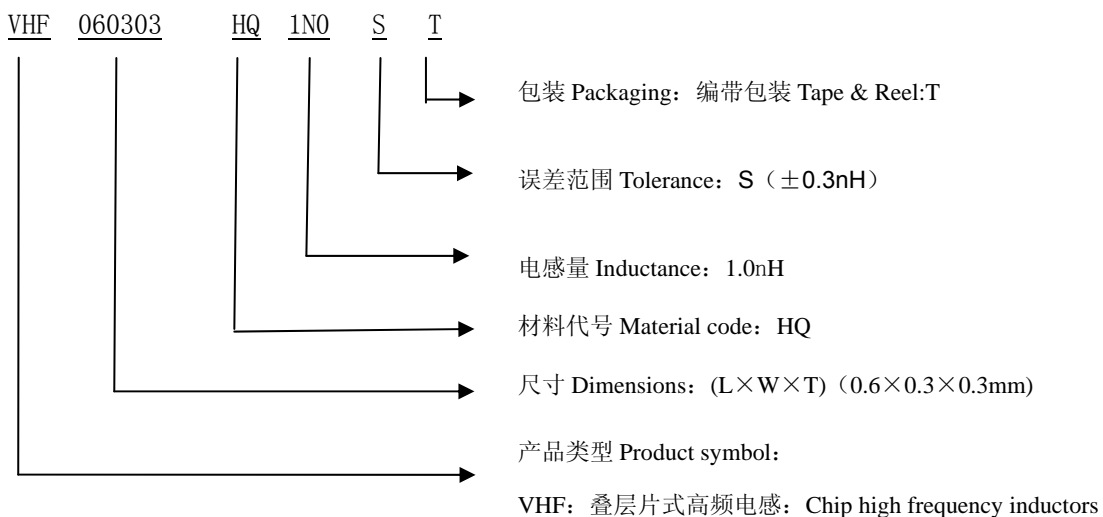 VHF 060303 HQ 1N0 S T
包装 Packaging：编带包装 Tape & Reel:T
误差范围 Tolerance：S（±0.3nH）
电感量 Inductance：1.0nH
材料代号 Material code：HQ
尺寸 Dimensions：(L×W×T)（0.6×0.3×0.3mm)
产品类型 Product symbol：
VHF：叠层片式高频电感：Chip high frequency inductors